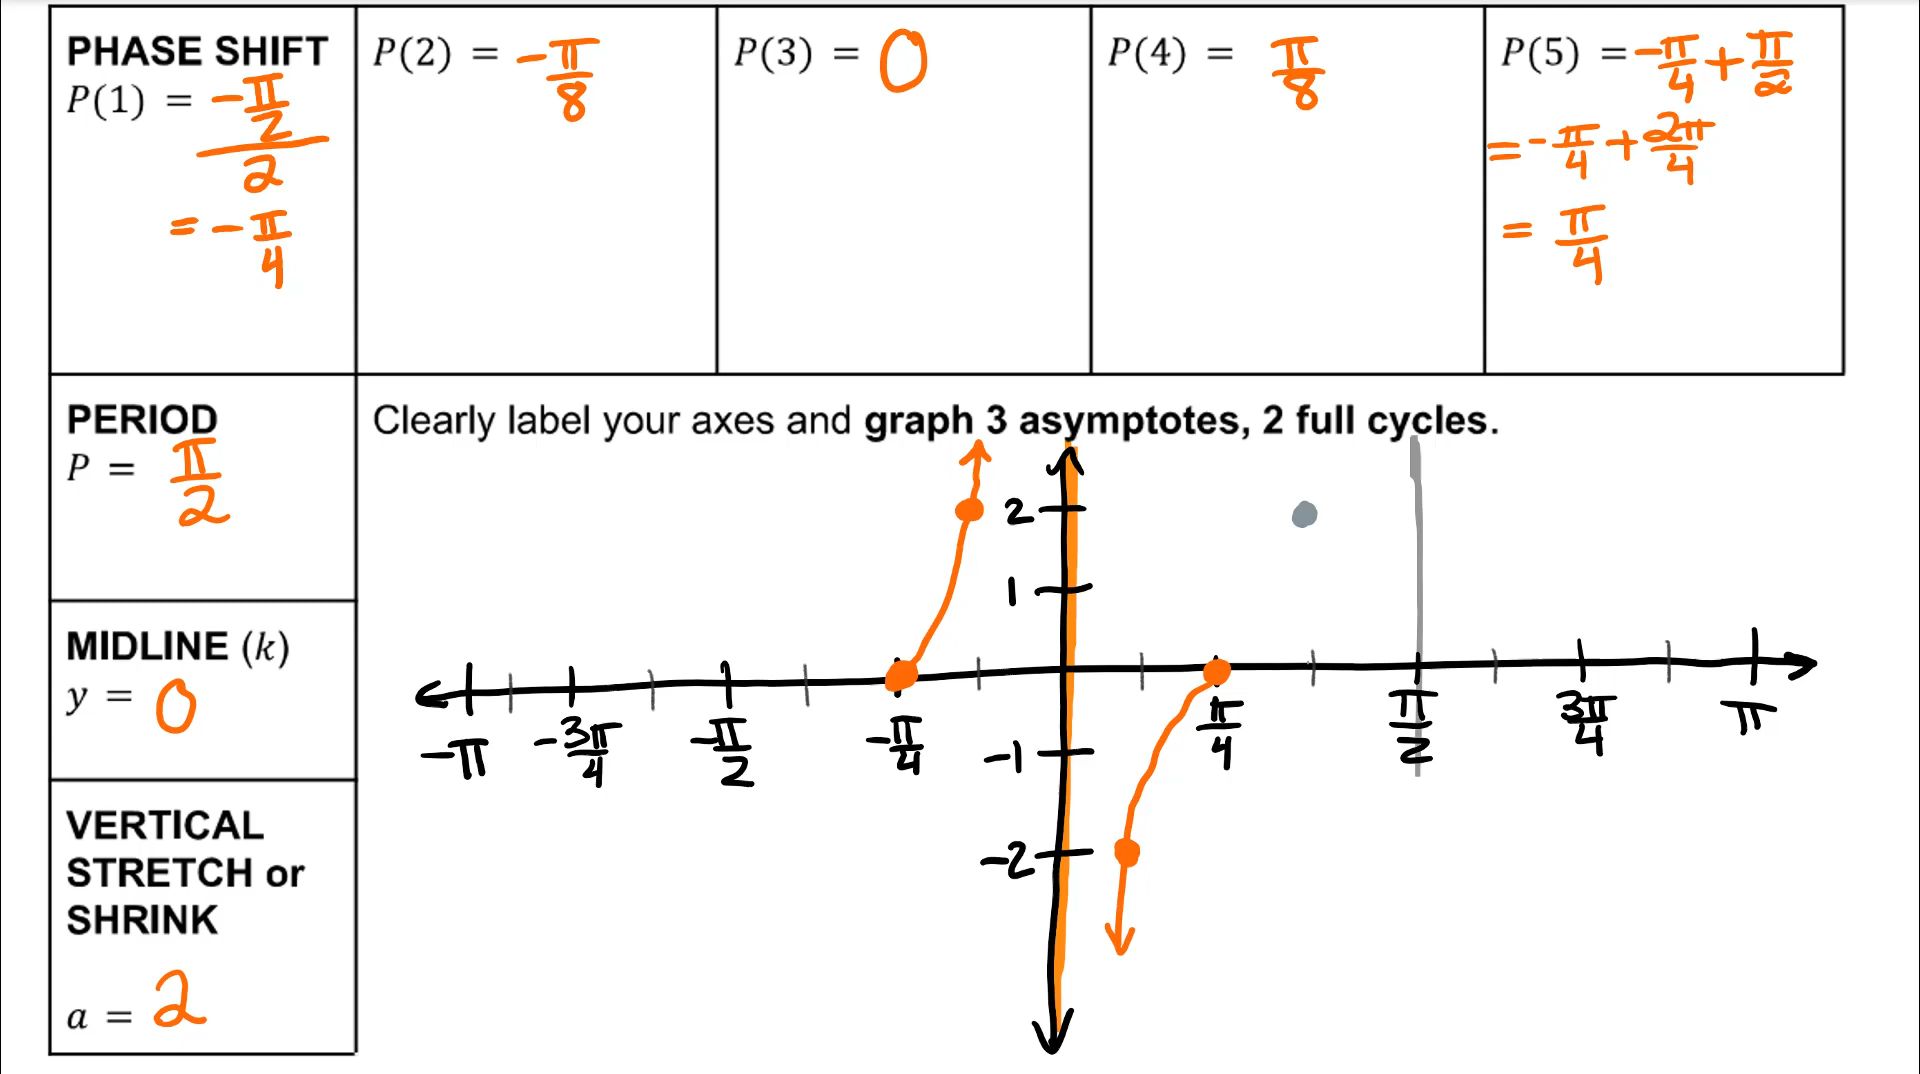 PHASE SHIFT
P(1) = -π/2 / 2
= -π/4
P(2) = -π/8
P(3) = 0
P(4) = π/8
P(5) = -π/4 + π/2
= -π/4 + 2π/4
= π/4
PERIOD
P = π/2
Clearly label your axes and graph 3 asymptotes, 2 full cycles.
MIDLINE (k)
y = 0
VERTICAL
STRETCH or
SHRINK
a = 2
2
1
-1
-2
-π -3π/4 -π/2 -π/4 π/4 π/2 3π/4 π